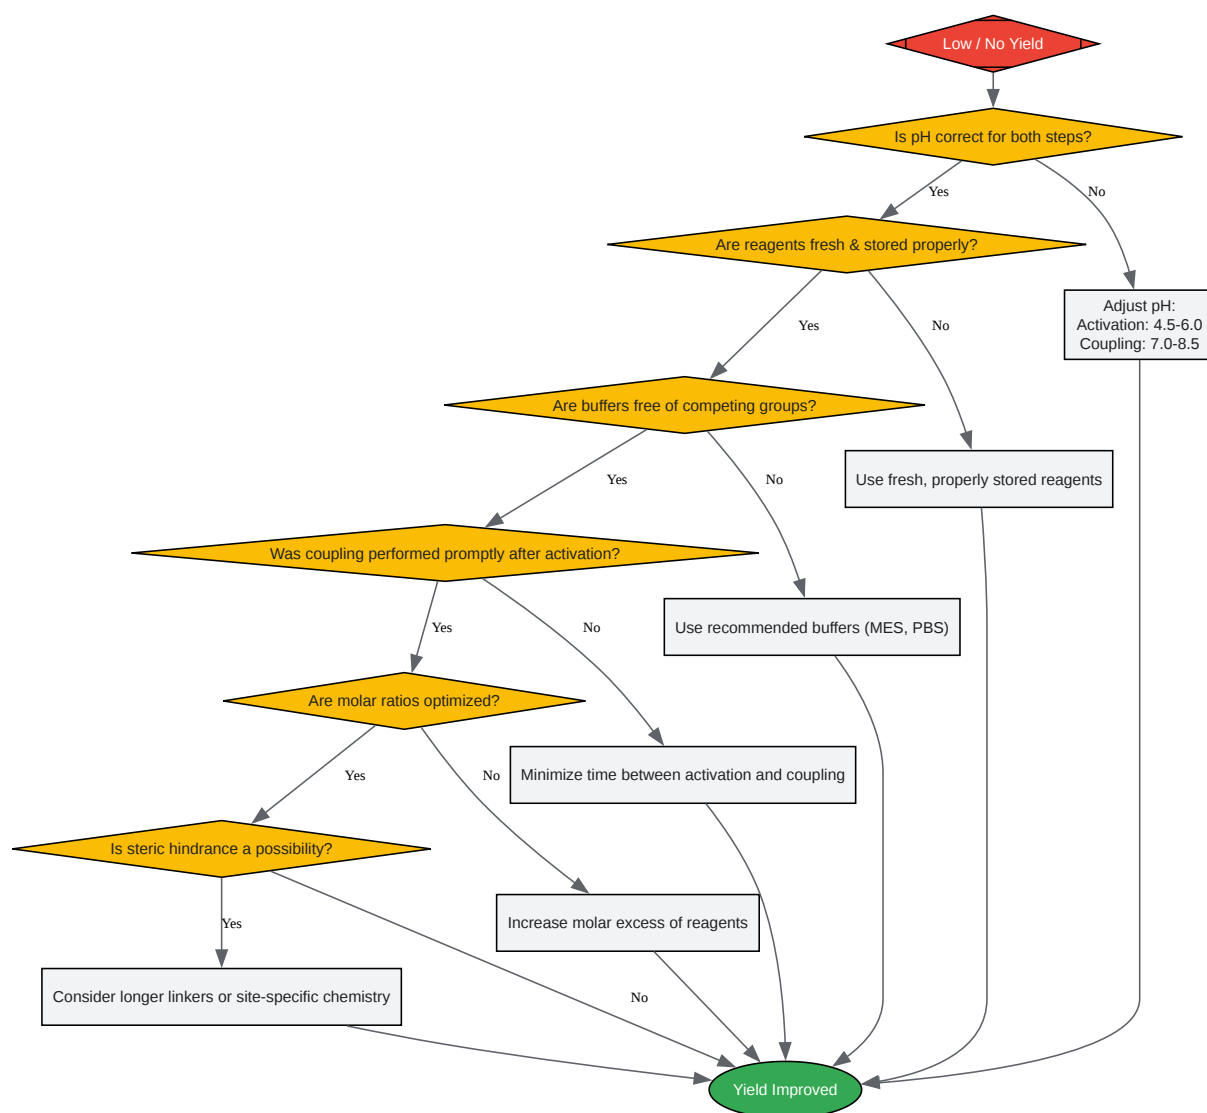 Low / No Yield
Is pH correct for both steps?
Yes
No
Are reagents fresh & stored properly?
Adjust pH:
Activation: 4.5-6.0
Coupling: 7.0-8.5
Yes
No
Are buffers free of competing groups?
Use fresh, properly stored reagents
Yes
No
Was coupling performed promptly after activation?
Use recommended buffers (MES, PBS)
Yes
No
Are molar ratios optimized?
Minimize time between activation and coupling
Yes
No
Is steric hindrance a possibility?
Increase molar excess of reagents
Yes
No
Consider longer linkers or site-specific chemistry
Yield Improved